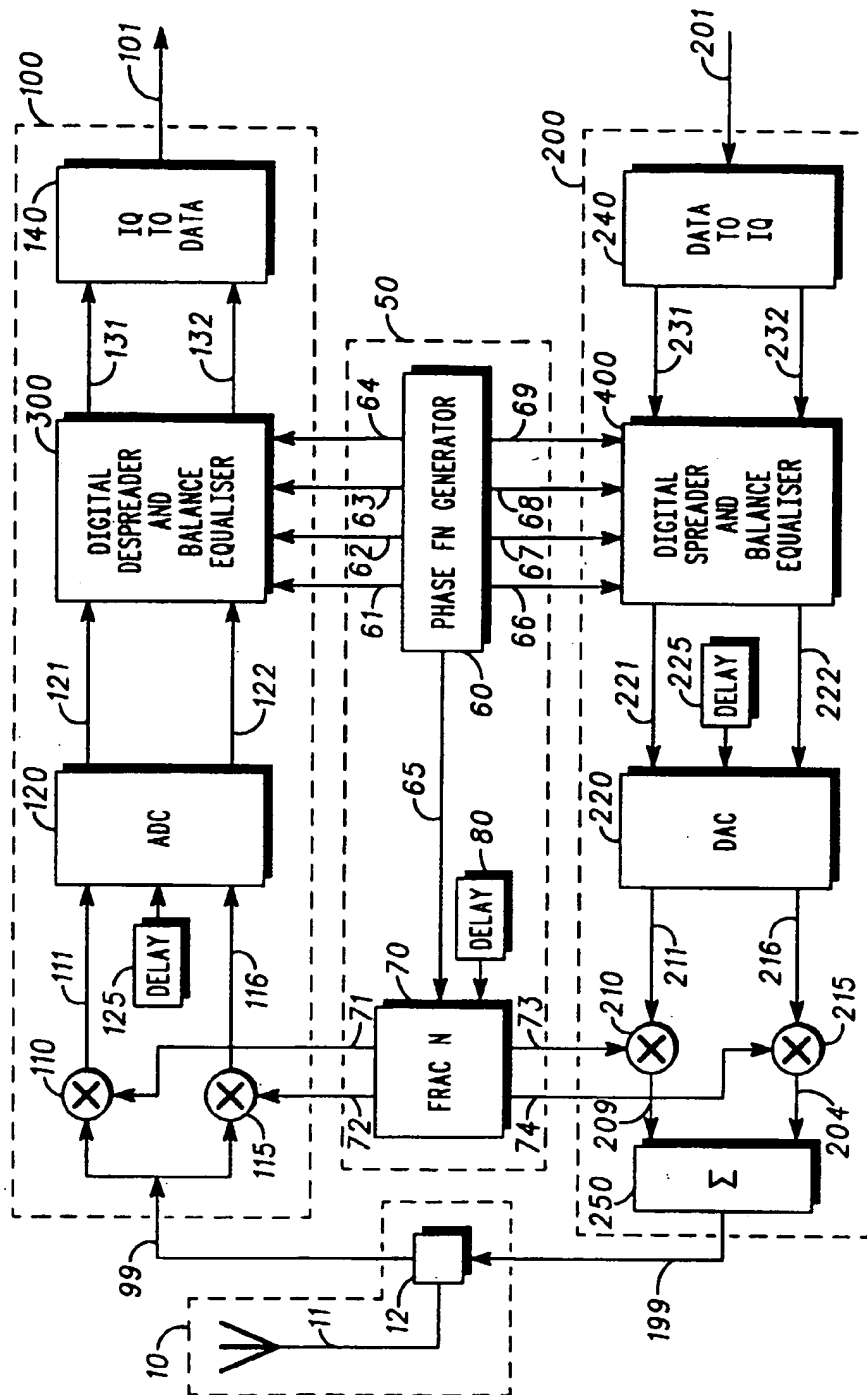 100
101
140
IQ
TO
DATA
131
132
300
DIGITAL
DESPREADER
AND
BALANCE
EQUALISER
121
122
120
ADC
111
125
DELAY
116
110
115
99
10
11
12
50
61
62
63
64
PHASE FN GENERATOR
60
66
67
68
69
65
80
DELAY
70
FRAC N
71
72
73
74
200
201
240
DATA
TO
IQ
231
232
400
DIGITAL
SPREADER
AND
BALANCE
EQUALISER
221
225
DELAY
222
220
DAC
211
216
210
215
209
204
250
Σ
199